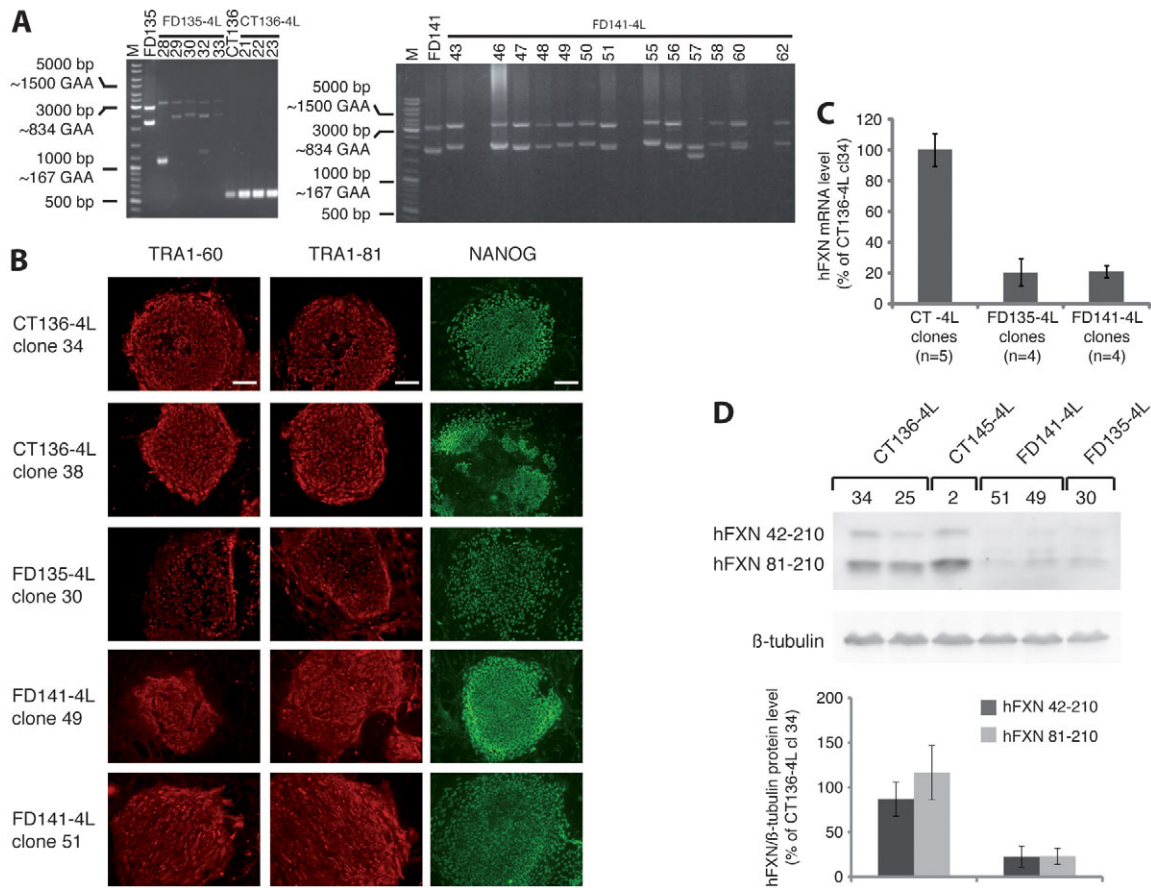 A
M
FD135
FD135-4L
28
29
30
32
33
CT136
CT136-4L
21
22
23
5000 bp
~1500 GAA
3000 bp
~834 GAA
1000 bp
~167 GAA
500 bp
FD141-4L
M
FD141
43
46
47
48
49
50
51
55
56
57
58
60
62
5000 bp
~1500 GAA
3000 bp
~834 GAA
1000 bp
~167 GAA
500 bp
B
TRA1-60 TRA1-81 NANOG
CT136-4L
clone 34
CT136-4L
clone 38
FD135-4L
clone 30
FD141-4L
clone 49
FD141-4L
clone 51
C
hFXN mRNA level
(% of CT136-4L cl34)
120
100
80
60
40
20
0
CT -4L FD135-4L FD141-4L
clones clones clones
(n=5) (n=4) (n=4)
D
CT136-4L CT145-4L FD141-4L FD135-4L
34 25 2 51 49 30
hFXN 42-210
hFXN 81-210
ß-tubulin
hFXN/ß-tubulin protein level
(% of CT136-4L cl 34)
200
150
100
50
0
hFXN 42-210
hFXN 81-210